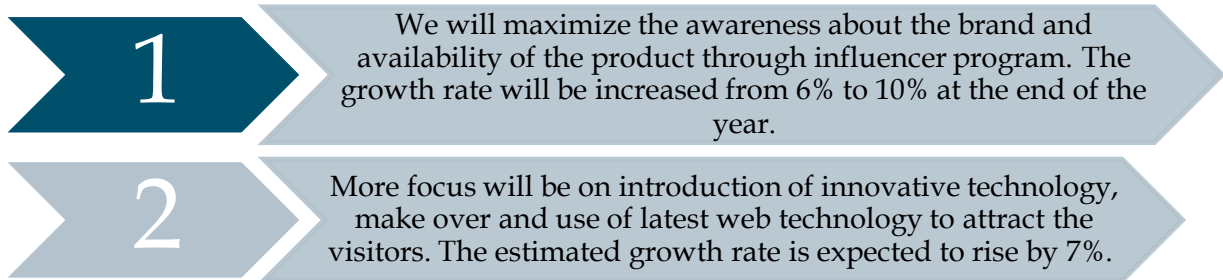 1
We will maximize the awareness about the brand and
availability of the product through influencer program. The
growth rate will be increased from 6% to 10% at the end of the
year.
2
More focus will be on introduction of innovative technology,
make over and use of latest web technology to attract the
visitors. The estimated growth rate is expected to rise by 7%.